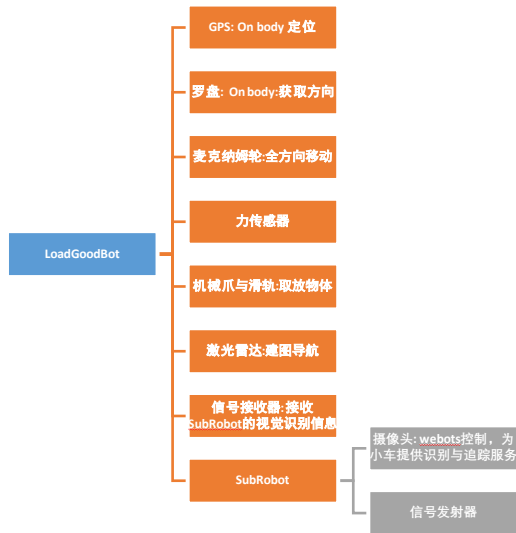 GPS: On body 定位
罗盘: On body:获取方向
麦克纳姆轮:全方向移动
力传感器
LoadGoodBot
机械爪与滑轨:取放物体
激光雷达:建图导航
信号接收器:接收
SubRobot的视觉识别信息
摄像头: webots控制，为
小车提供识别与追踪服务
SubRobot
信号发射器